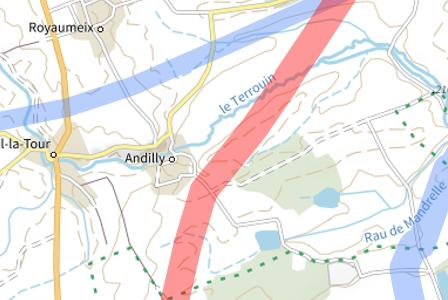 Royaumeix
le Terrouin
l-la-Tour
Andilly
Rau de Mandrelle